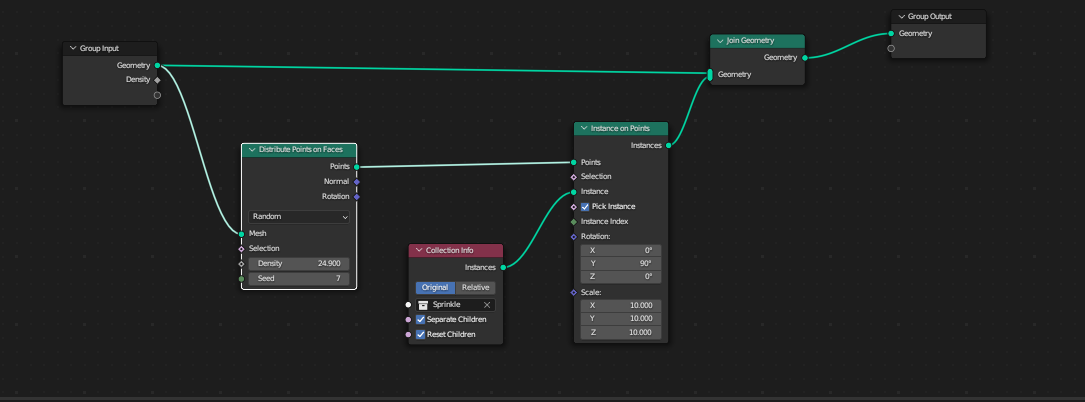 Group Input
Geometry
Density
Distribute Points on Faces
Points
Normal
Rotation
Random
Mesh
Selection
Density 24.900
Seed 7
Collection Info
Instances
Original Relative
Sprinkle
Separate Children
Reset Children
Instance on Points
Instances
Points
Selection
Instance
Pick Instance
Instance Index
Rotation:
X 0°
Y 90°
Z 0°
Scale:
X 10.000
Y 10.000
Z 10.000
Join Geometry
Geometry
Geometry
Group Output
Geometry